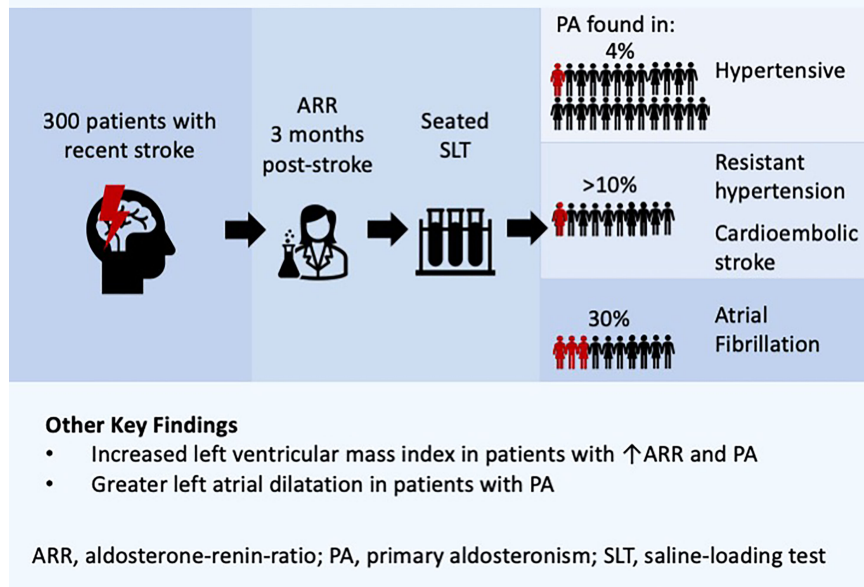 300 patients with
recent stroke
ARR
3 months
post-stroke
Seated
SLT
PA found in:
4%
Hypertensive
>10%
Resistant
hypertension
Cardioembolic
stroke
30%
Atrial
Fibrillation
Other Key Findings
• Increased left ventricular mass index in patients with ↑ARR and PA
• Greater left atrial dilatation in patients with PA
ARR, aldosterone-renin-ratio; PA, primary aldosteronism; SLT, saline-loading test